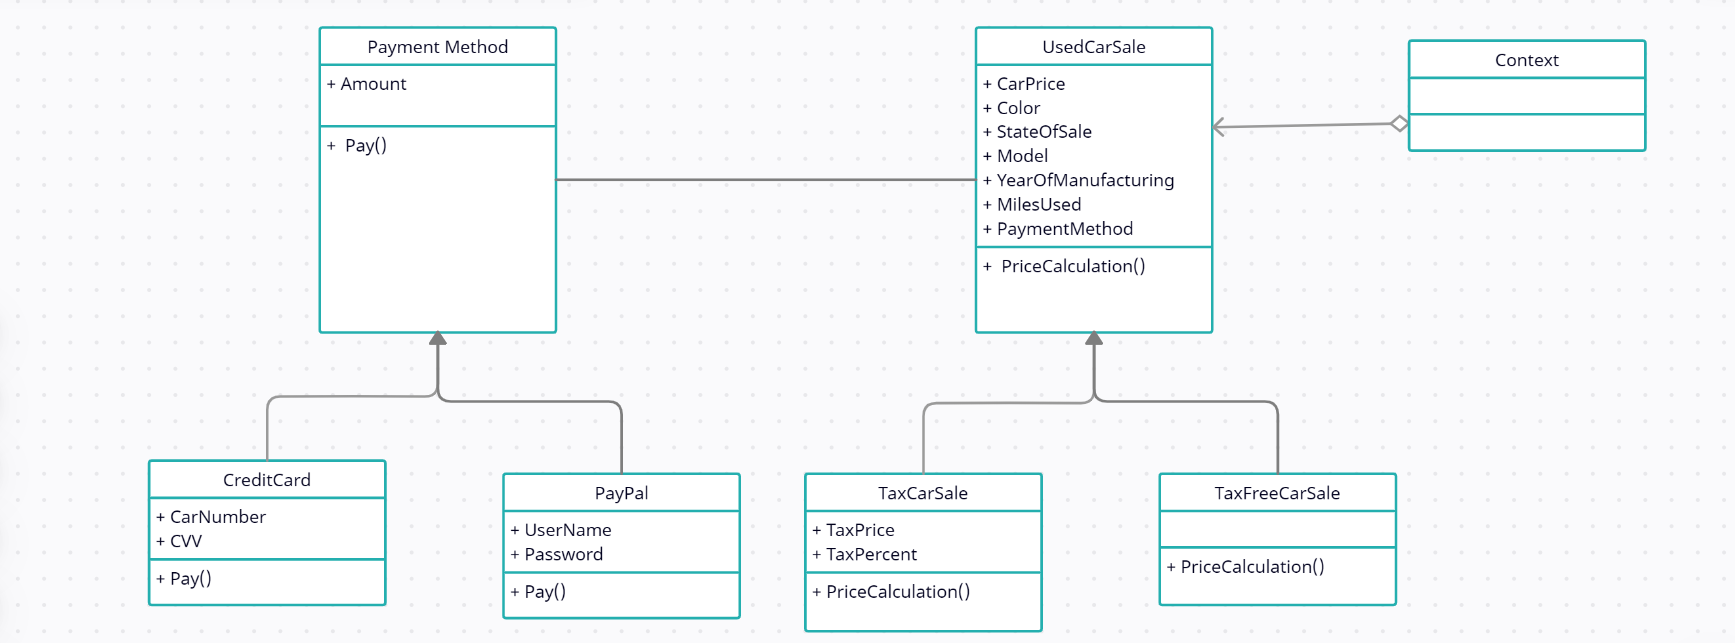 Payment Method
+ Amount
+ Pay()
UsedCarSale
+ CarPrice
+ Color
+ StateOfSale
+ Model
+ YearOfManufacturing
+ MilesUsed
+ PaymentMethod
+ PriceCalculation()
Context
CreditCard
+ CarNumber
+ CVV
+ Pay()
PayPal
+ UserName
+ Password
+ Pay()
TaxCarSale
+ TaxPrice
+ TaxPercent
+ PriceCalculation()
TaxFreeCarSale
+ PriceCalculation()